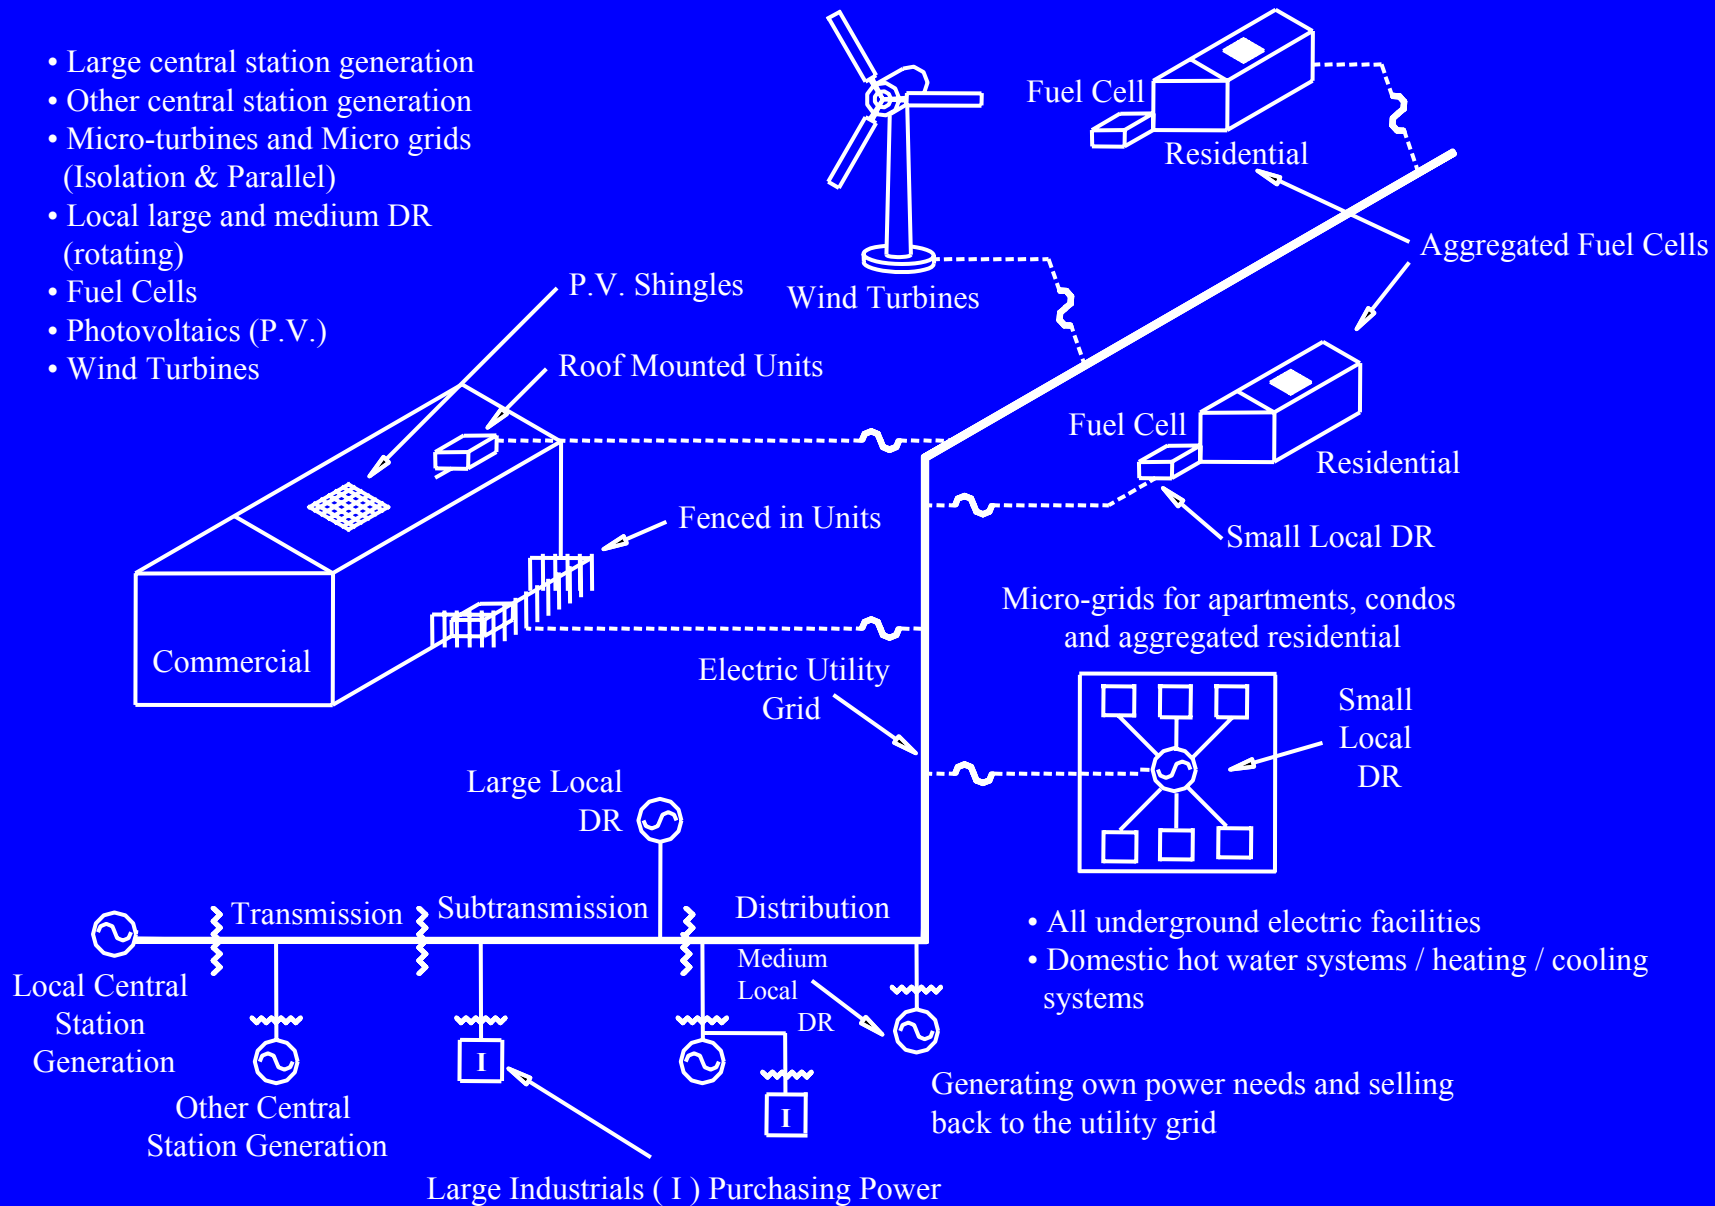 • Large central station generation
• Other central station generation
• Micro-turbines and Micro grids
(Isolation & Parallel)
• Local large and medium DR
(rotating)
• Fuel Cells
• Photovoltaics (P.V.)
• Wind Turbines
Fuel Cell
Residential
Aggregated Fuel Cells
Wind Turbines
P.V. Shingles
Roof Mounted Units
Fuel Cell
Residential
Small Local DR
Fenced in Units
Commercial
Micro-grids for apartments, condos
and aggregated residential
Electric Utility
Grid
Small
Local
DR
Large Local
DR
Transmission
Subtransmission
Distribution
• All underground electric facilities
• Domestic hot water systems / heating / cooling
systems
Medium
Local
DR
Local Central
Station
Generation
I
I
Other Central
Station Generation
Generating own power needs and selling
back to the utility grid
Large Industrials ( I ) Purchasing Power